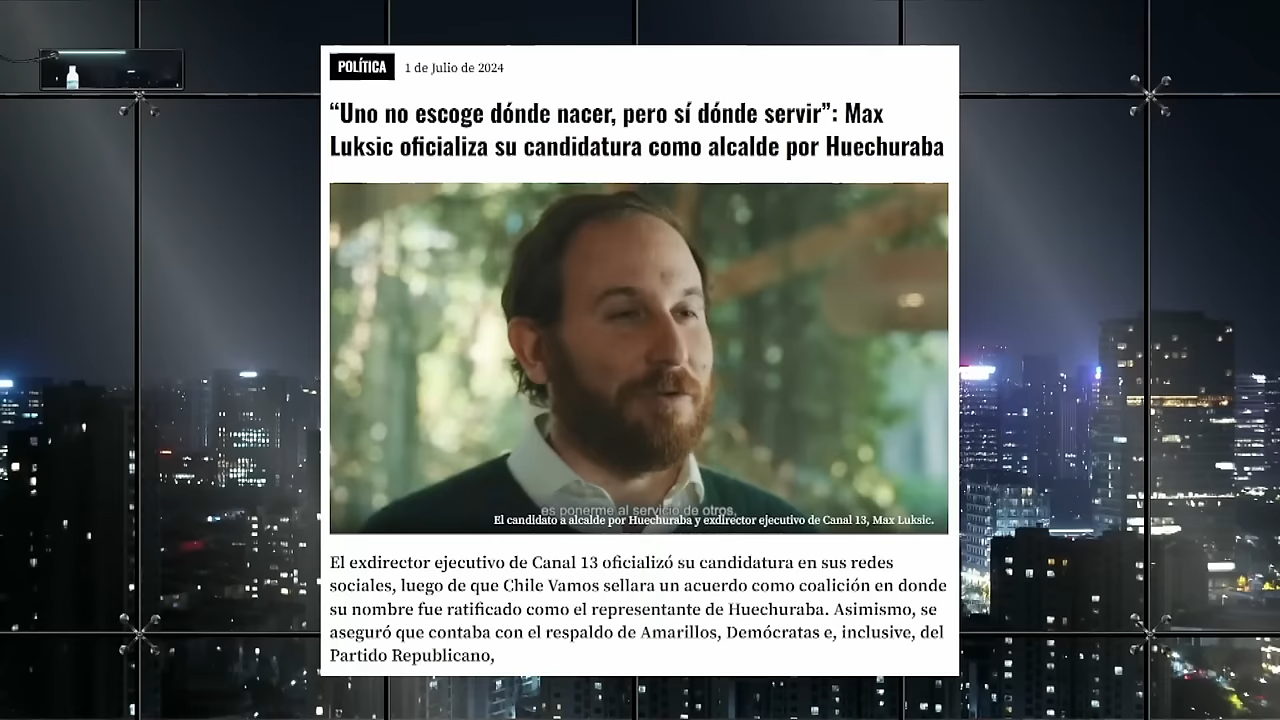 POLÍTICA 1 de Julio de 2024
“Uno no escoge dónde nacer, pero sí dónde servir”: Max
Luksic oficializa su candidatura como alcalde por Huechuraba
es ponerme al servicio de otros,
El candidato a alcalde por Huechuraba y exdirector ejecutivo de Canal 13, Max Luksic.
El exdirector ejecutivo de Canal 13 oficializó su candidatura en sus redes
sociales, luego de que Chile Vamos sellara un acuerdo como coalición en donde
su nombre fue ratificado como el representante de Huechuraba. Asimismo, se
aseguró que contaba con el respaldo de Amarillos, Demócratas e, inclusive, del
Partido Republicano,